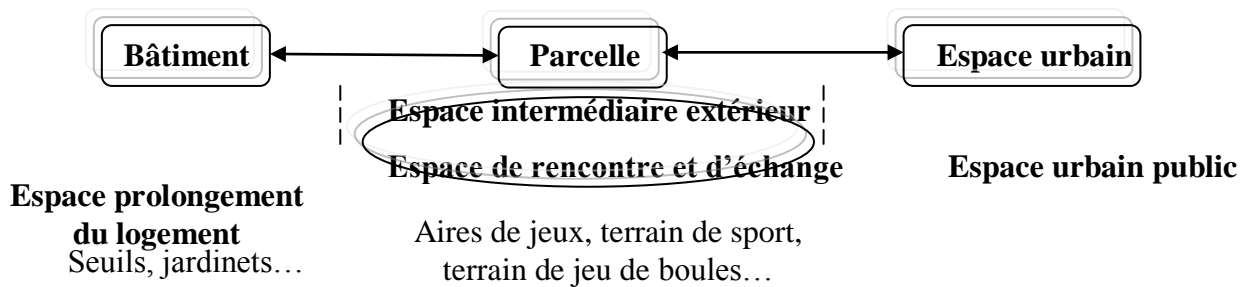 Bâtiment
Parcelle
Espace urbain
Espace intermédiaire extérieur
Espace de rencontre et d'échange
Espace urbain public
Espace prolongement
du logement
Seuils, jardinets…
Aires de jeux, terrain de sport,
terrain de jeu de boules…